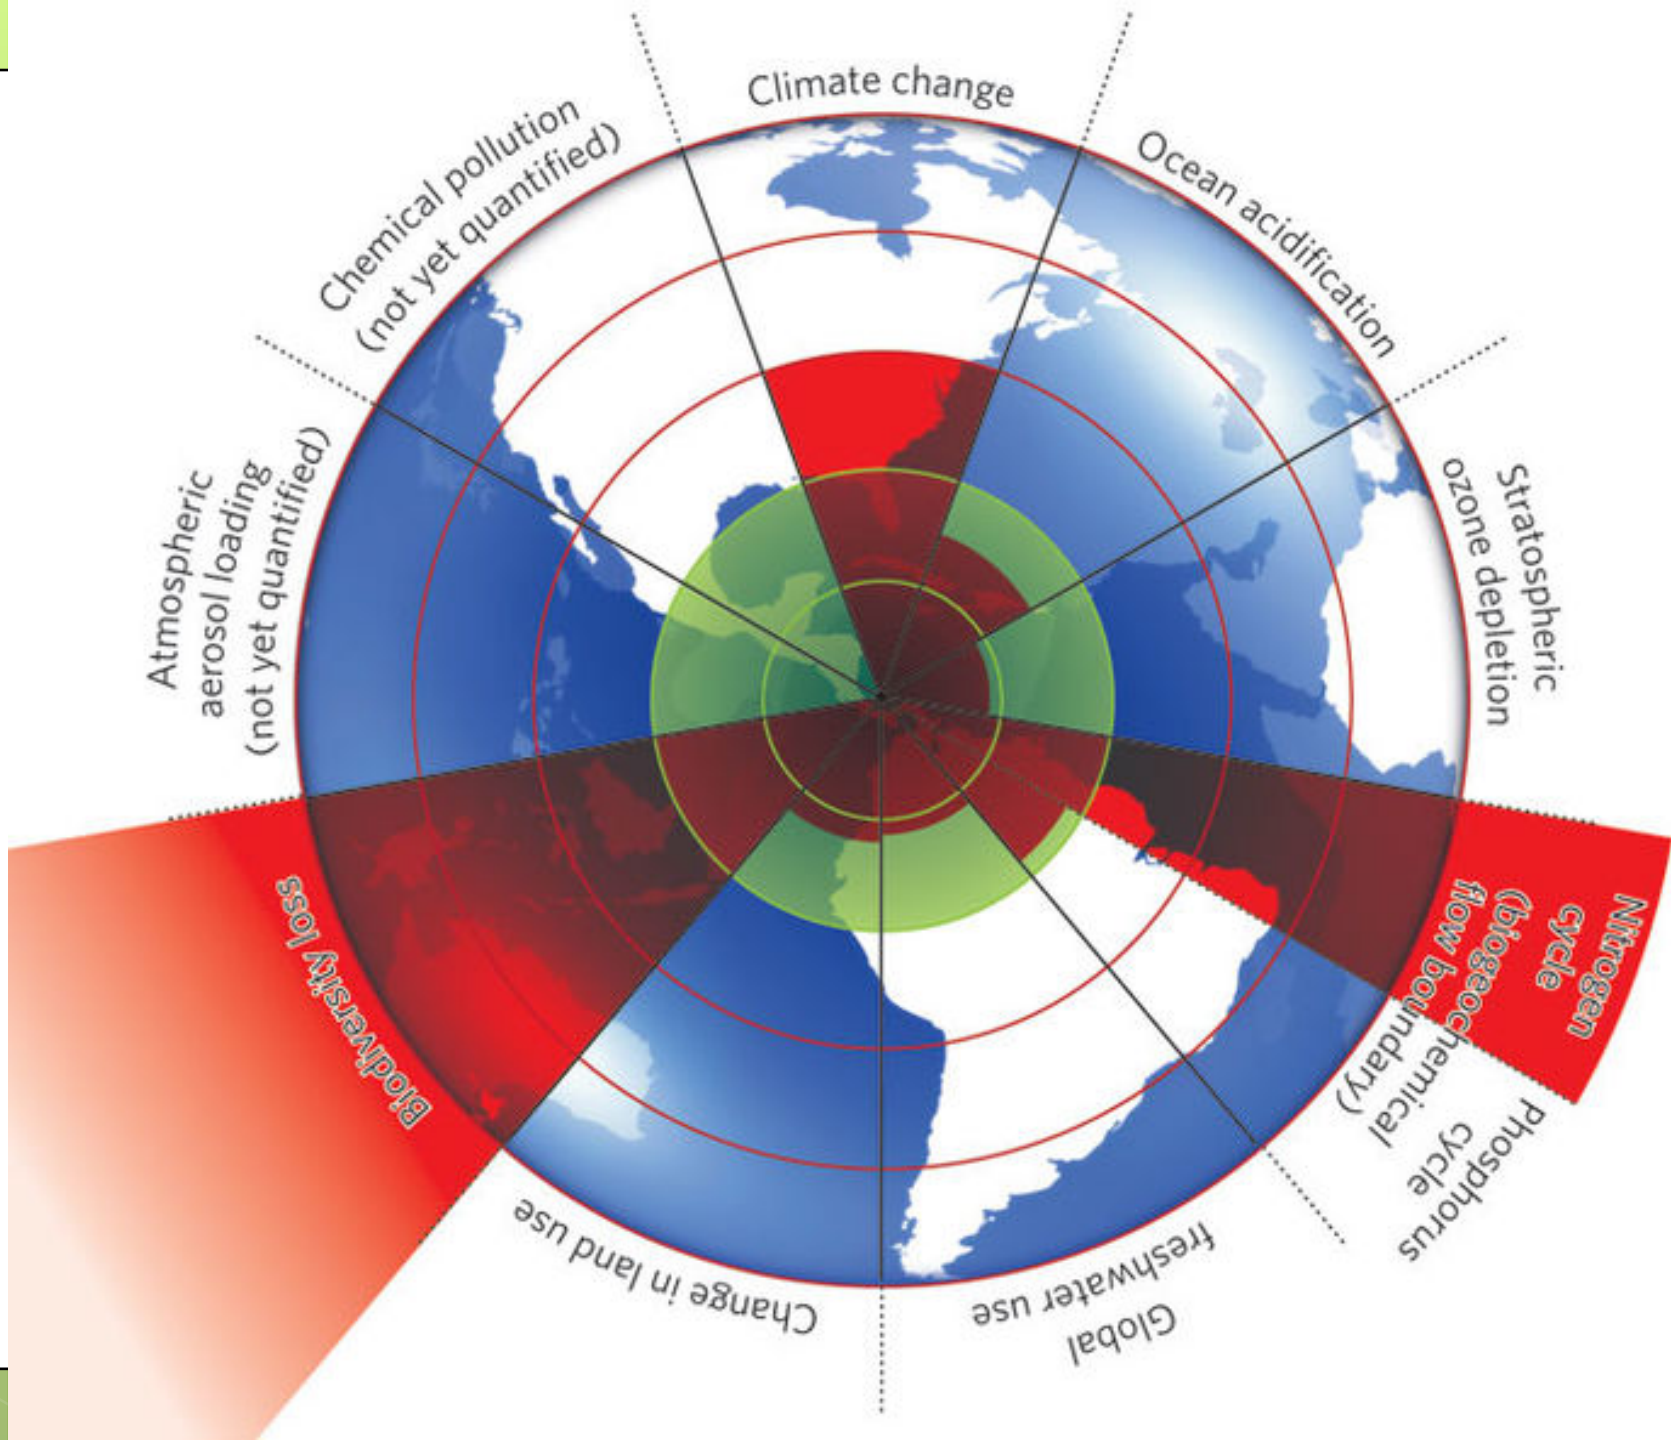 Climate change
Ocean acidification
Stratospheric
ozone depletion
Nitrogen
cycle
(biogeochemical
flow boundary)
Phosphorus
cycle
Global
freshwater use
Change in land use
Biodiversity loss
Atmospheric
aerosol loading
(not yet quantified)
Chemical pollution
(not yet quantified)